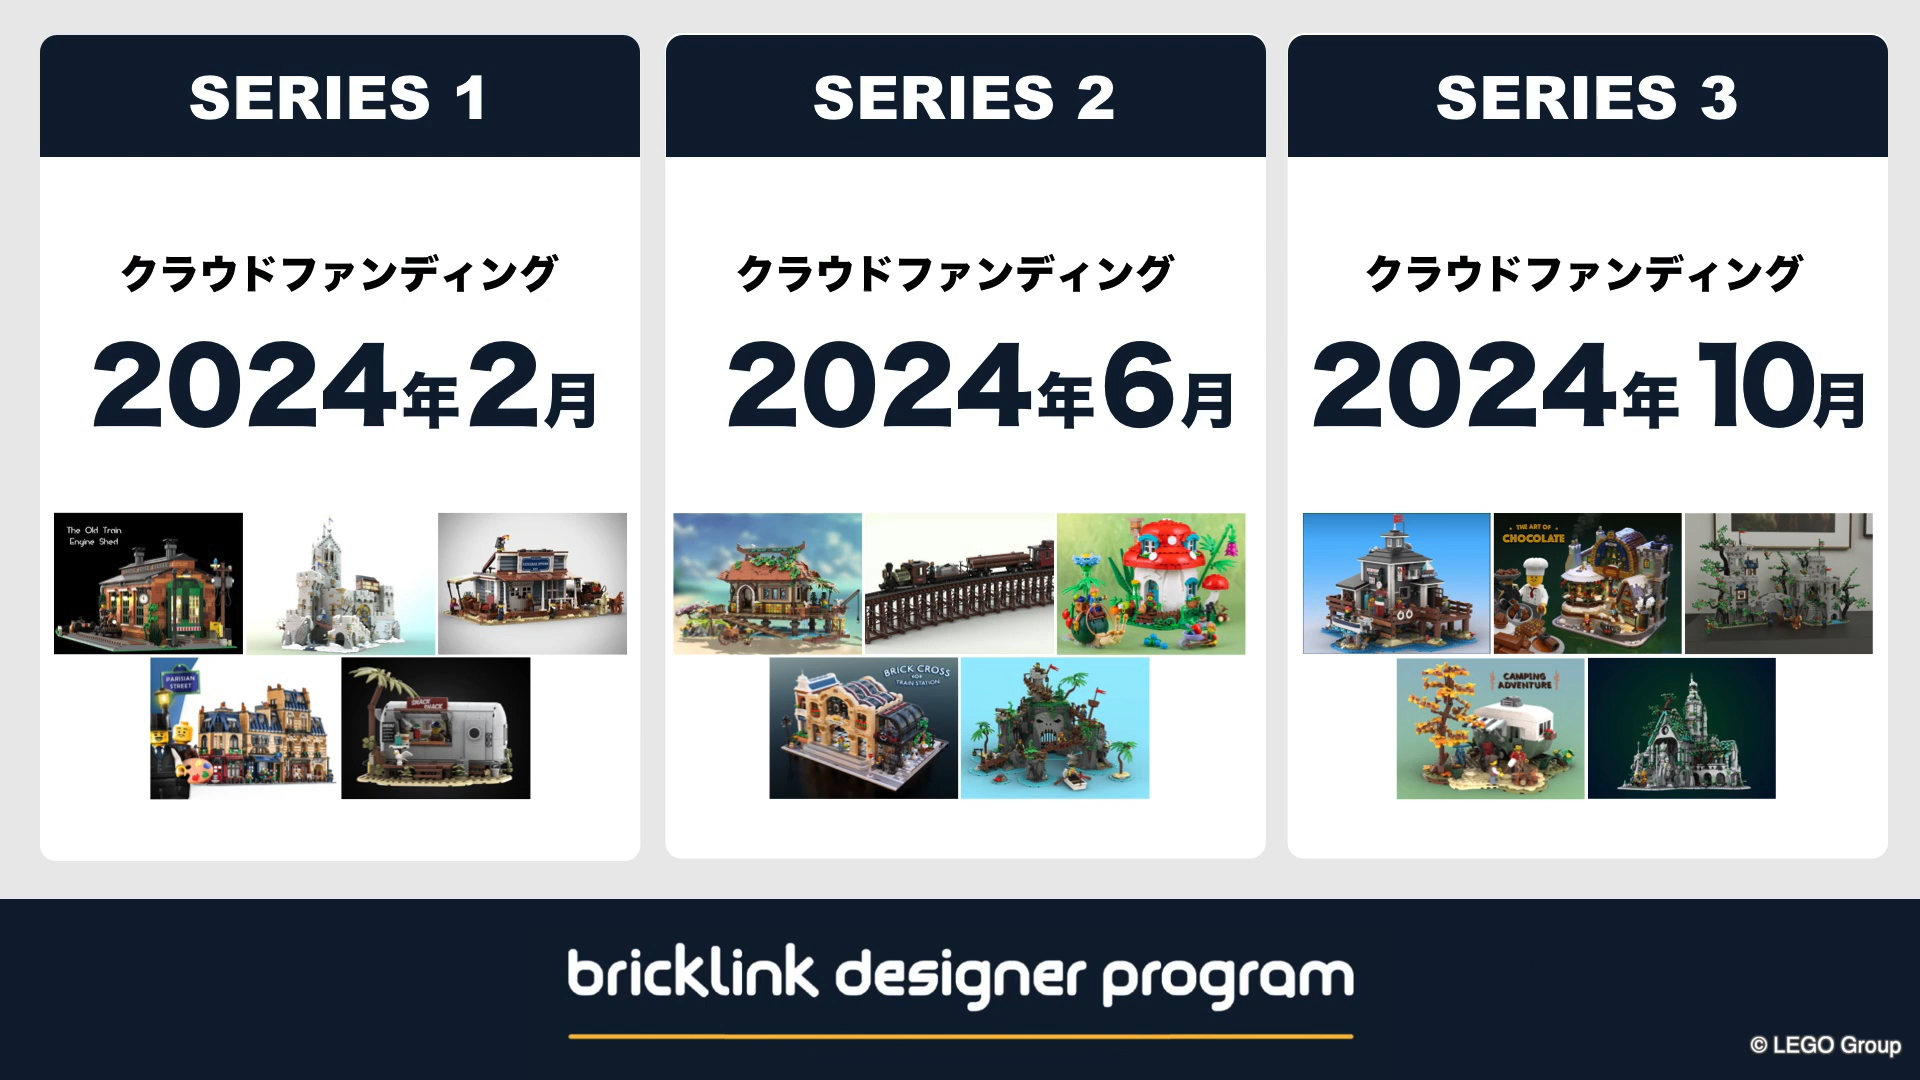 SERIES 1
クラウドファンディング
2024年2月
The Old Train
Engine Shed
PARISIAN
STREET
SNACK SHACK
SERIES 2
クラウドファンディング
2024年6月
BRICK CROSS
TRAIN STATION
SERIES 3
クラウドファンディング
2024年10月
THE ART OF
CHOCOLATE
CAMPING
ADVENTURE
bricklink designer program
© LEGO Group